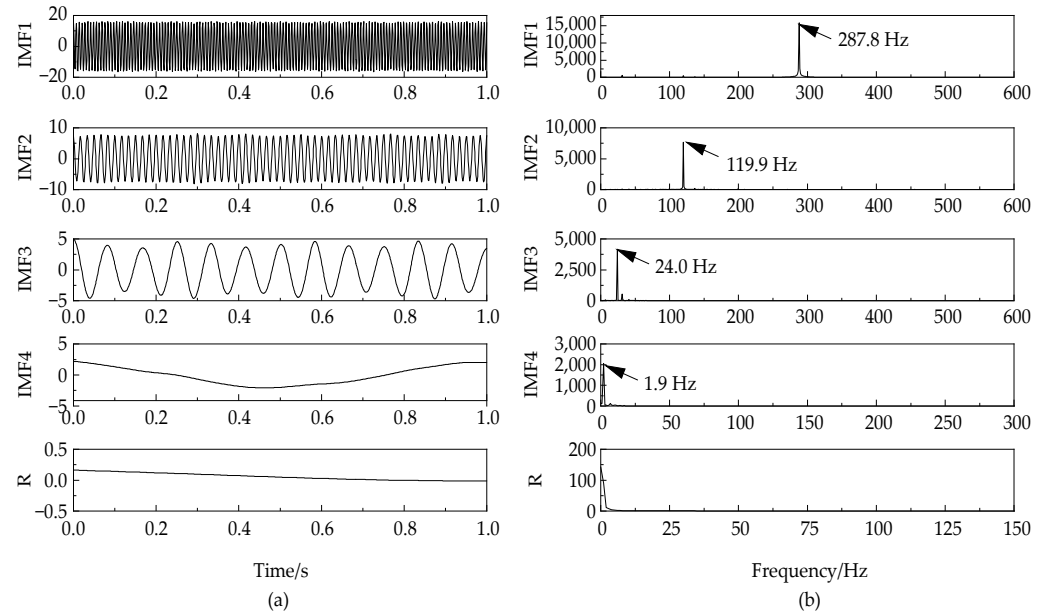 20
0
−20
IMF1
0.0 0.2 0.4 0.6 0.8 1.0
15,000
10,000
5,000
0
IMF1
287.8 Hz
0 100 200 300 400 500 600
10
0
−10
IMF2
0.0 0.2 0.4 0.6 0.8 1.0
10,000
5,000
0
IMF2
119.9 Hz
0 100 200 300 400 500 600
5
0
−5
IMF3
0.0 0.2 0.4 0.6 0.8 1.0
5,000
2,500
0
IMF3
24.0 Hz
0 100 200 300 400 500 600
5
0
−5
IMF4
0.0 0.2 0.4 0.6 0.8 1.0
3,000
2,000
1,000
0
IMF4
1.9 Hz
0 50 100 150 200 250 300
0.5
0.0
−0.5
R
0.0 0.2 0.4 0.6 0.8 1.0
200
100
0
R
0 25 50 75 100 125 150
Time/s
Frequency/Hz
(a)
(b)